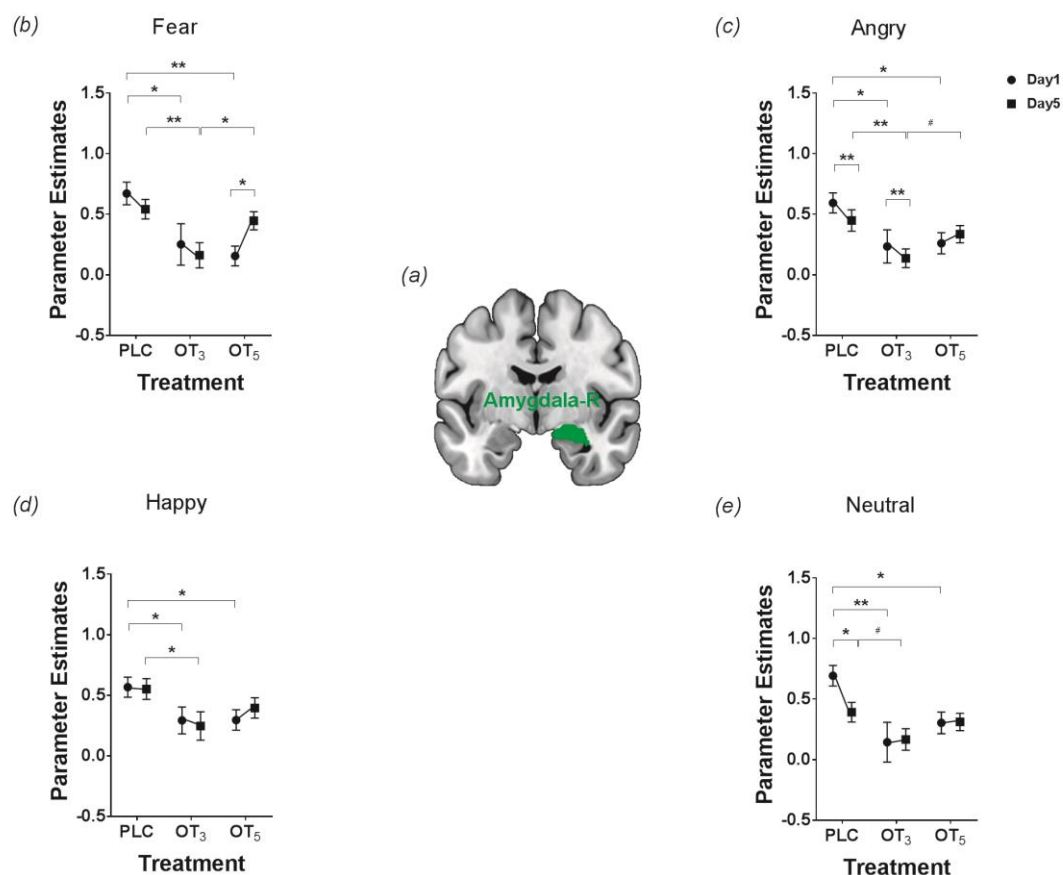 (b)
Fear
**
*
** *
*
1.5
1.0
0.5
0.0
-0.5
Parameter Estimates
PLC OT₃ OT₅
Treatment
(c)
Angry
*
*
** #
**
**
1.5
1.0
0.5
0.0
-0.5
Parameter Estimates
PLC OT₃ OT₅
Treatment
Day1
Day5
(a)
Amygdala-R
(d)
Happy
*
*
*
1.5
1.0
0.5
0.0
-0.5
Parameter Estimates
PLC OT₃ OT₅
Treatment
(e)
Neutral
*
**
* #
1.5
1.0
0.5
0.0
-0.5
Parameter Estimates
PLC OT₃ OT₅
Treatment